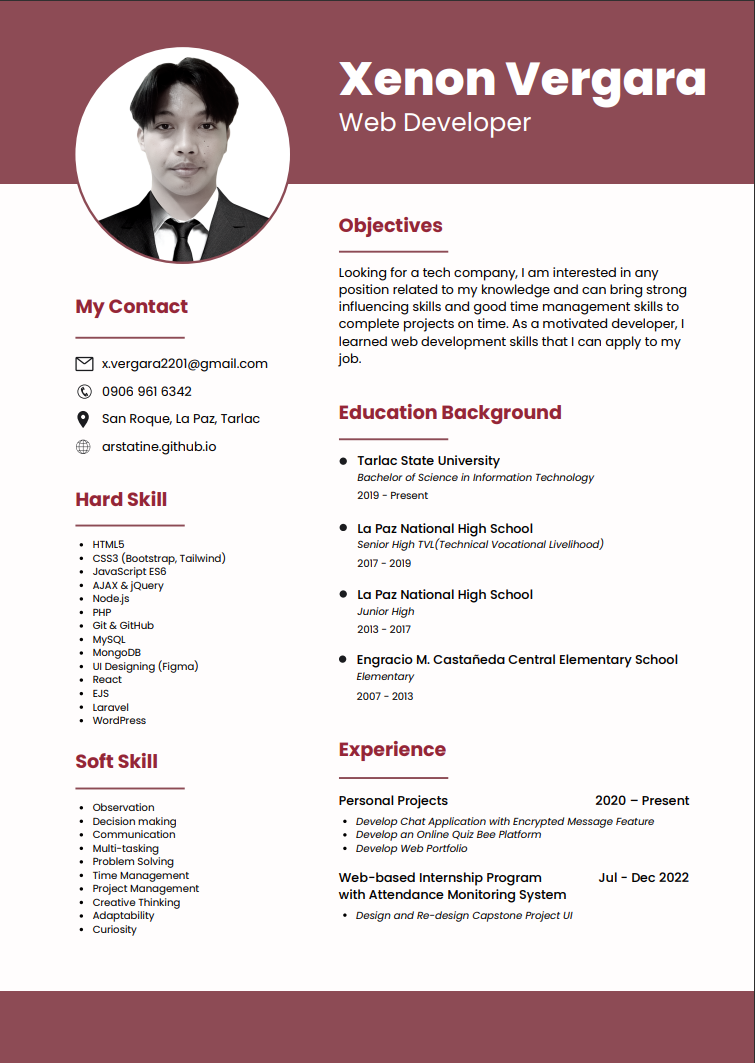 Xenon Vergara
Web Developer
My Contact
x.vergara2201@gmail.com
0906 961 6342
San Roque, La Paz, Tarlac
arstatine.github.io
Hard Skill
• HTML5
• CSS3 (Bootstrap, Tailwind)
• JavaScript ES6
• AJAX & jQuery
• Node.js
• PHP
• Git & GitHub
• MySQL
• MongoDB
• UI Designing (Figma)
• React
• EJS
• Laravel
• WordPress
Soft Skill
• Observation
• Decision making
• Communication
• Multi-tasking
• Problem Solving
• Time Management
• Project Management
• Creative Thinking
• Adaptability
• Curiosity
Objectives
Looking for a tech company, I am interested in any
position related to my knowledge and can bring strong
influencing skills and good time management skills to
complete projects on time. As a motivated developer, I
learned web development skills that I can apply to my
job.
Education Background
• Tarlac State University
Bachelor of Science in Information Technology
2019 - Present
• La Paz National High School
Senior High TVL(Technical Vocational Livelihood)
2017 - 2019
• La Paz National High School
Junior High
2013 - 2017
• Engracio M. Castañeda Central Elementary School
Elementary
2007 - 2013
Experience
Personal Projects 2020 – Present
• Develop Chat Application with Encrypted Message Feature
• Develop an Online Quiz Bee Platform
• Develop Web Portfolio
Web-based Internship Program Jul - Dec 2022
with Attendance Monitoring System
• Design and Re-design Capstone Project UI